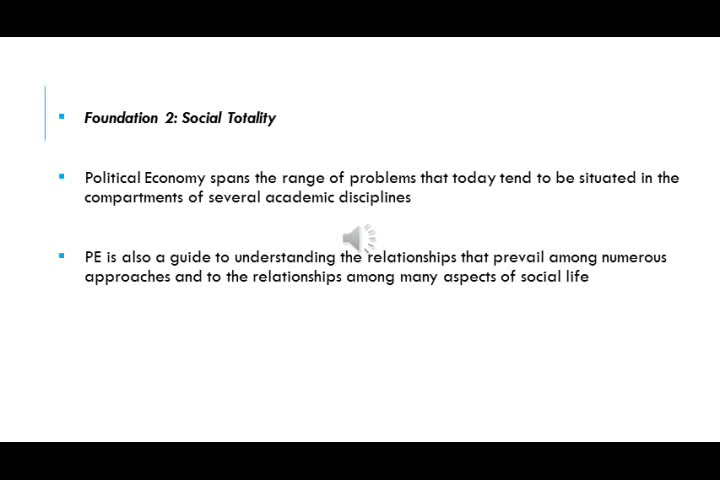 Foundation 2: Social Totality
Political Economy spans the range of problems that today tend to be situated in the
compartments of several academic disciplines
PE is also a guide to understanding the relationships that prevail among numerous
approaches and to the relationships among many aspects of social life